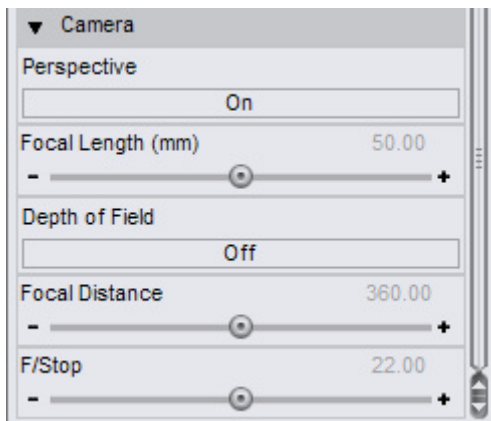 Camera
Perspective
On
Focal Length (mm) 50.00
- +
Depth of Field
Off
Focal Distance 360.00
- +
F/Stop 22.00
- +